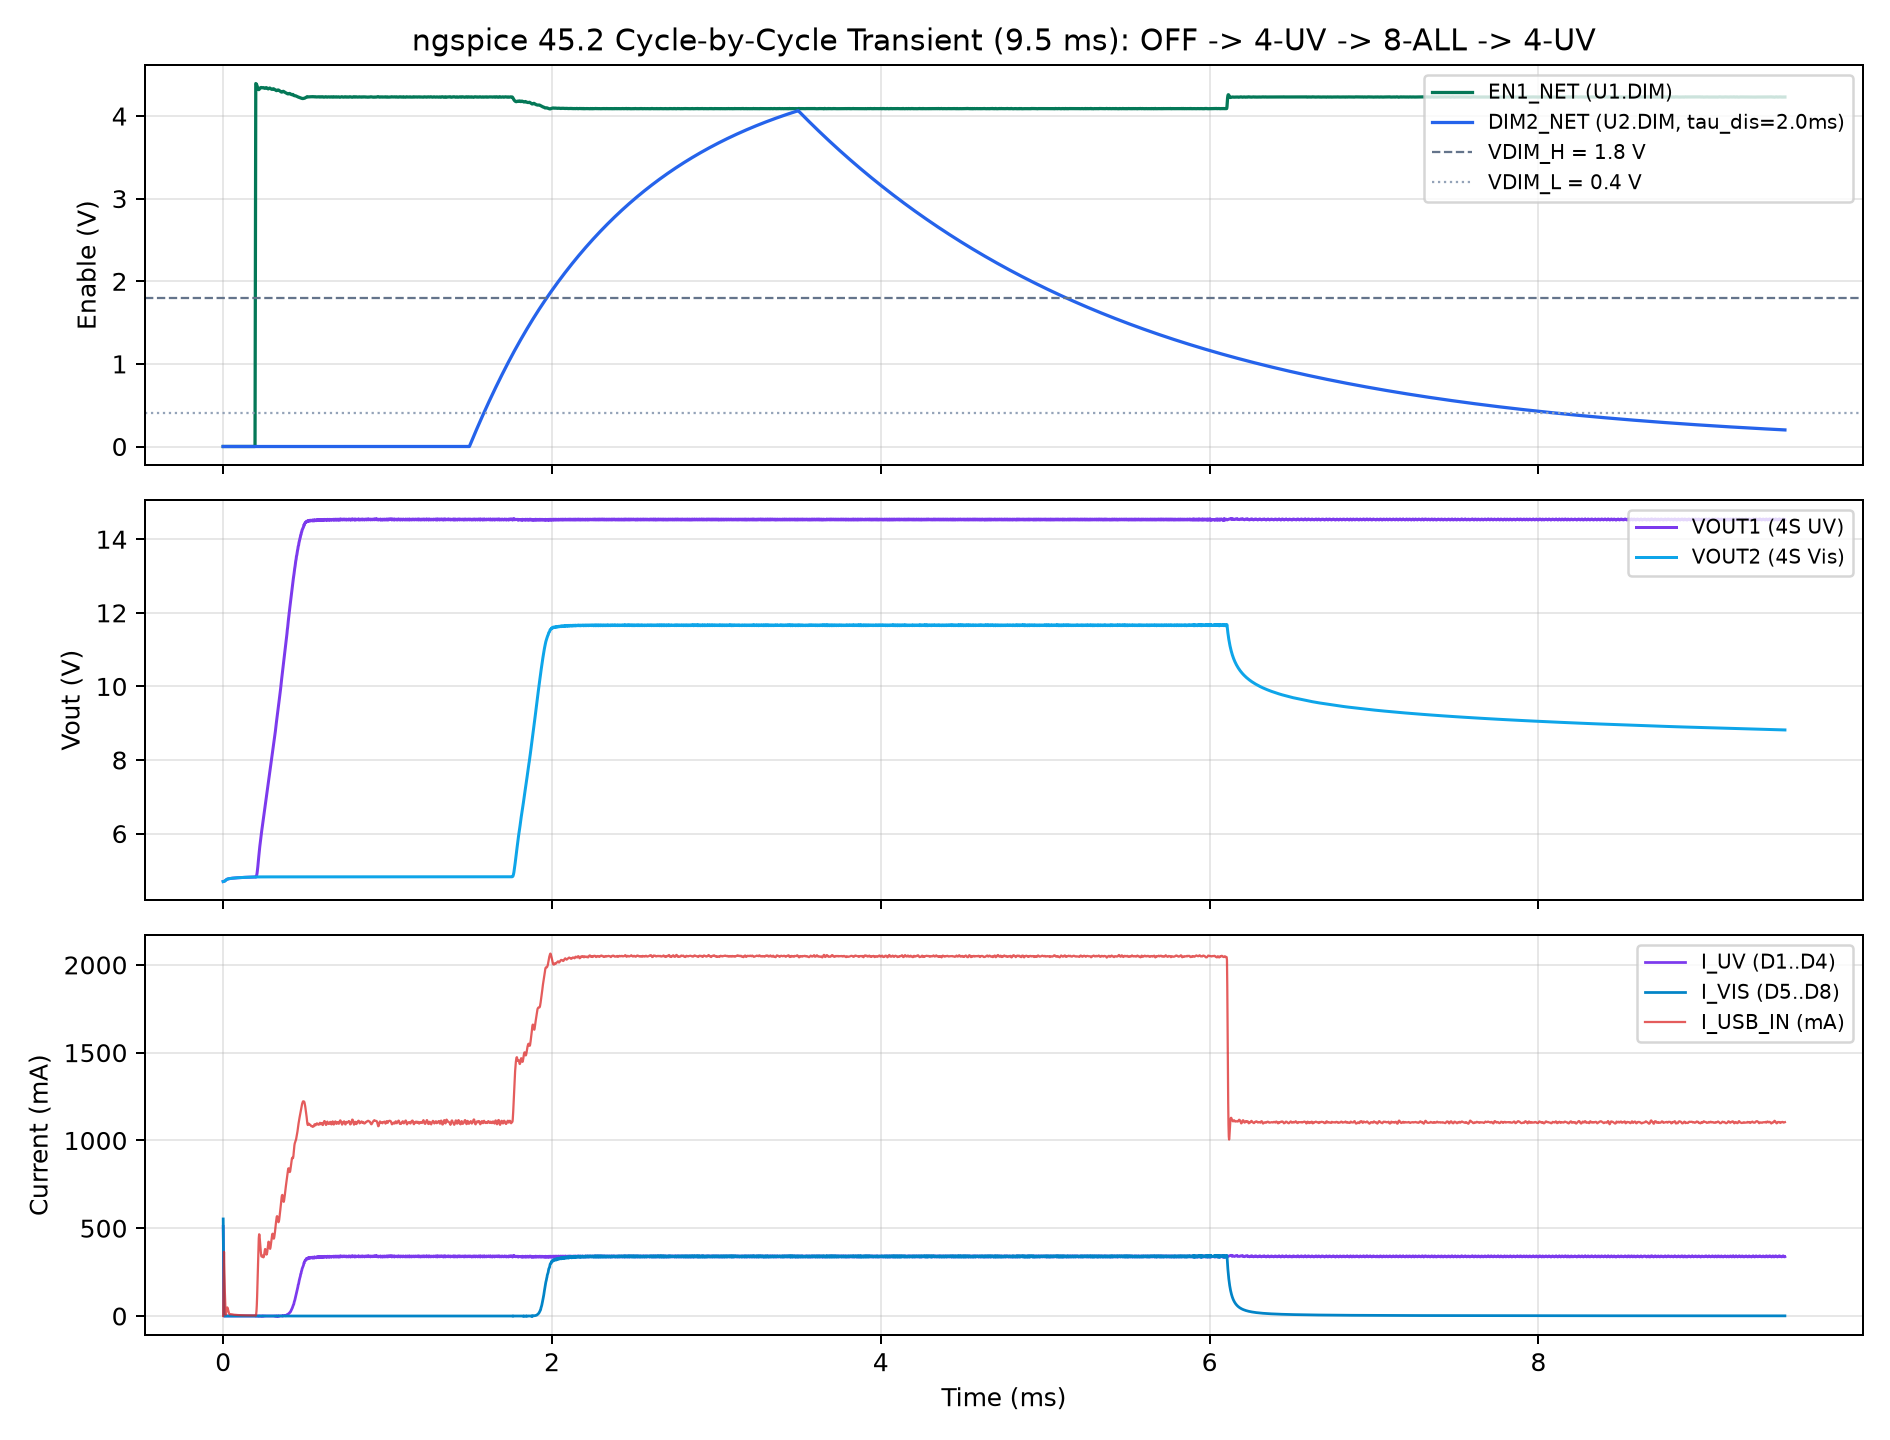 ngspice 45.2 Cycle-by-Cycle Transient (9.5 ms): OFF -> 4-UV -> 8-ALL -> 4-UV
Enable (V)
4
3
2
1
0
EN1_NET (U1.DIM)
DIM2_NET (U2.DIM, tau_dis=2.0ms)
VDIM_H = 1.8 V
VDIM_L = 0.4 V
Vout (V)
14
12
10
8
6
VOUT1 (4S UV)
VOUT2 (4S Vis)
Current (mA)
2000
1500
1000
500
0
I_UV (D1..D4)
I_VIS (D5..D8)
I_USB_IN (mA)
0
2
4
6
8
Time (ms)